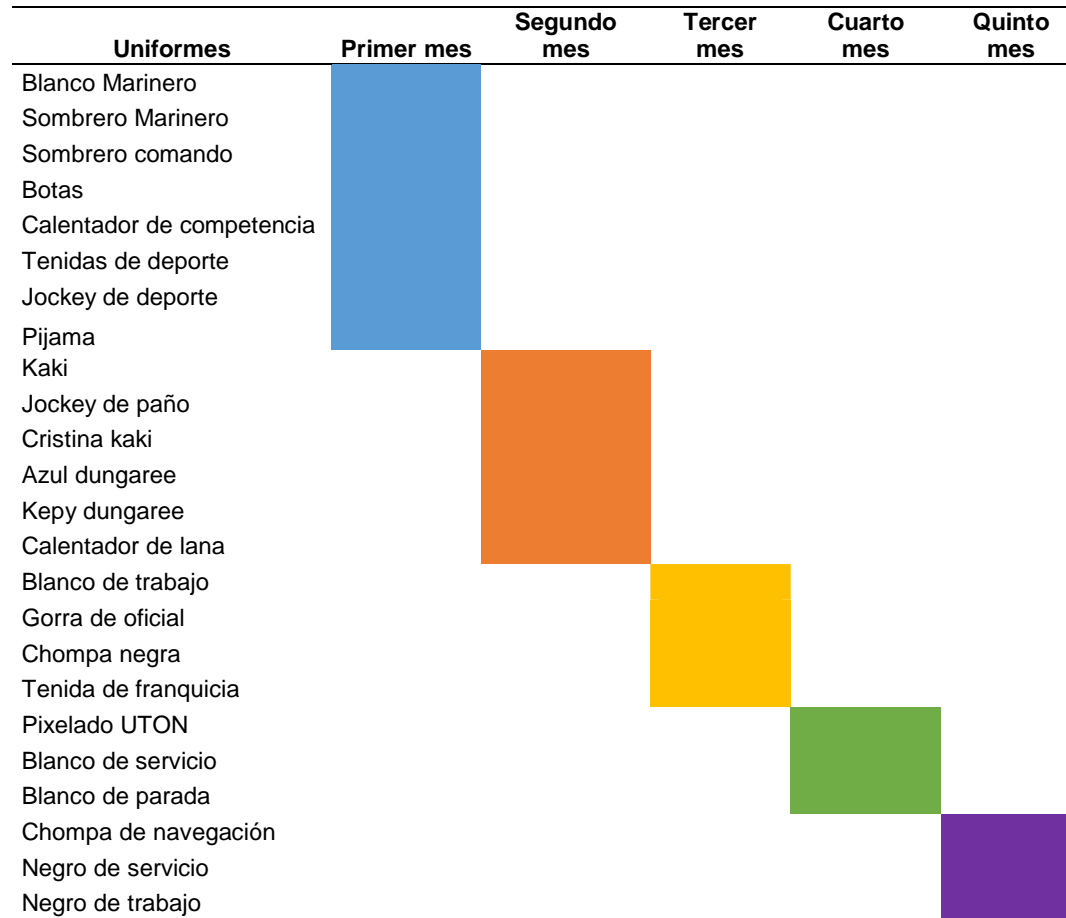 Uniformes Primer mes Segundo mes Tercer mes Cuarto mes Quinto mes
Blanco Marinero
Sombrero Marinero
Sombrero comando
Botas
Calentador de competencia
Tenidas de deporte
Jockey de deporte
Pijama
Kaki
Jockey de paño
Cristina kaki
Azul dungaree
Kepy dungaree
Calentador de lana
Blanco de trabajo
Gorra de oficial
Chompa negra
Tenida de franquicia
Pixelado UTON
Blanco de servicio
Blanco de parada
Chompa de navegación
Negro de servicio
Negro de trabajo